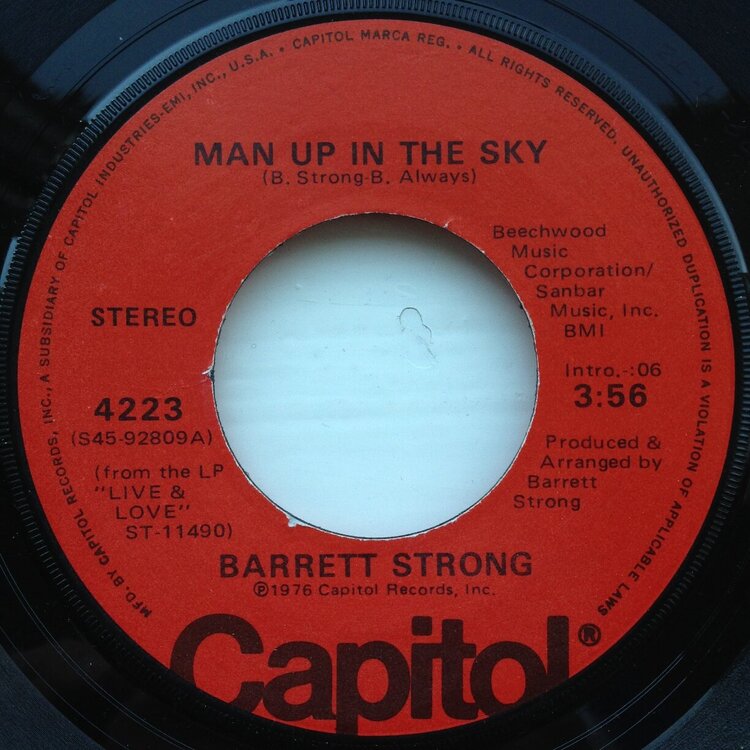 MFD. BY CAPITOL RECORDS, INC., A SUBSIDIARY OF CAPITOL INDUSTRIES-EMI, INC., U.S.A. • CAPITOL MARCA REG. • ALL RIGHTS RESERVED. UNAUTHORIZED DUPLICATION IS A VIOLATION OF APPLICABLE LAWS
MAN UP IN THE SKY
(B. Strong-B. Always)
Beechwood
Music
Corporation/
Sanbar
Music, Inc.
BMI
STEREO
Intro.-:06
3:56
4223
(S45-92809A)
(from the LP
"LIVE &
LOVE"
ST-11490)
Produced &
Arranged by
Barrett
Strong
BARRETT STRONG
℗1976 Capitol Records, Inc.
Capitol®